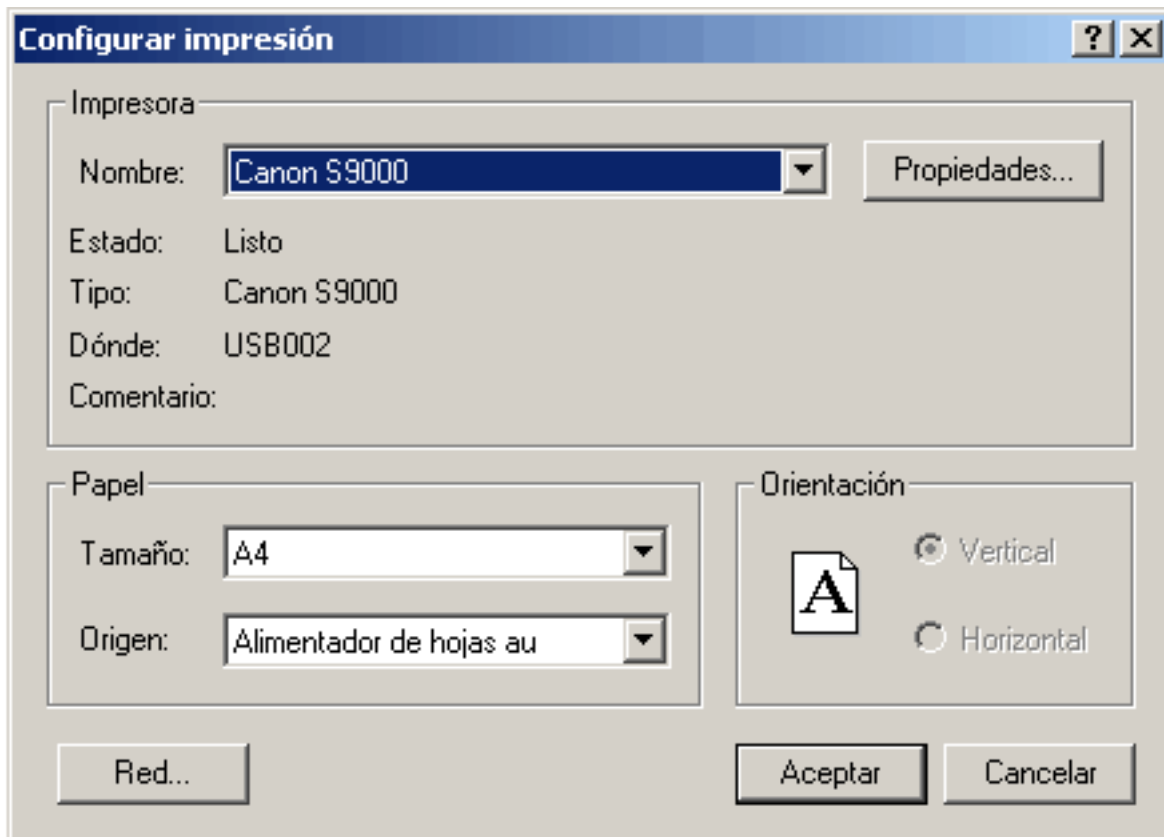 Configurar impresión
Impresora
Nombre: Canon S9000 Propiedades...
Estado: Listo
Tipo: Canon S9000
Dónde: USB002
Comentario:
Papel
Tamaño: A4
Origen: Alimentador de hojas au
Orientación
A
Vertical
Horizontal
Red... Aceptar Cancelar